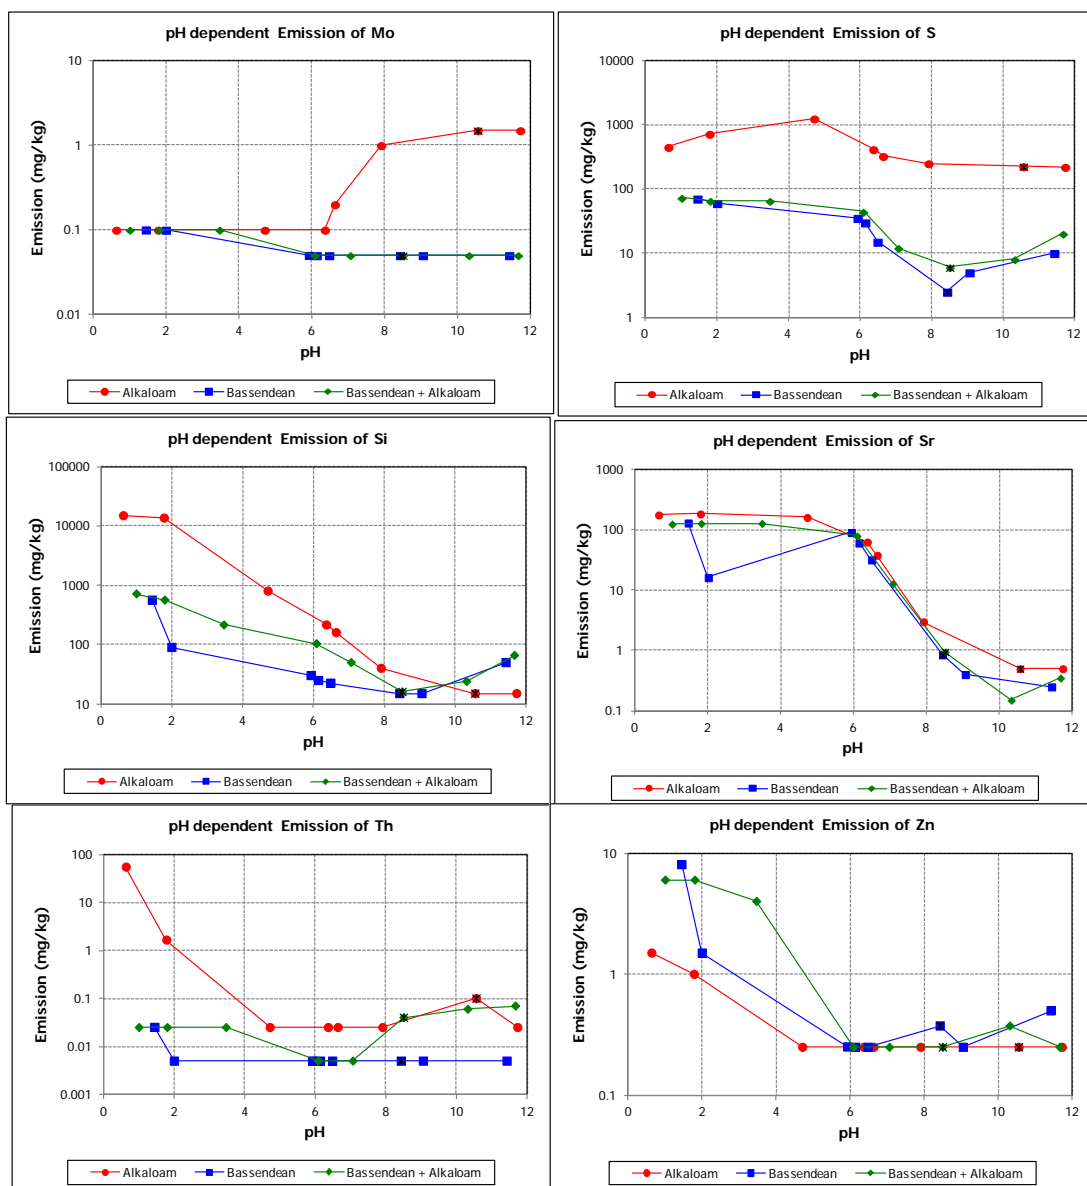 pH dependent Emission of Mo
Emission (mg/kg)
10
1
0.1
0.01
0 2 4 6 8 10 12
pH
Alkaloam Bassendean Bassendean + Alkaloam
pH dependent Emission of S
Emission (mg/kg)
10000
1000
100
10
1
0 2 4 6 8 10 12
pH
Alkaloam Bassendean Bassendean + Alkaloam
pH dependent Emission of Si
Emission (mg/kg)
100000
10000
1000
100
10
0 2 4 6 8 10 12
pH
Alkaloam Bassendean Bassendean + Alkaloam
pH dependent Emission of Sr
Emission (mg/kg)
1000
100
10
1
0.1
0 2 4 6 8 10 12
pH
Alkaloam Bassendean Bassendean + Alkaloam
pH dependent Emission of Th
Emission (mg/kg)
100
10
1
0.1
0.01
0.001
0 2 4 6 8 10 12
pH
Alkaloam Bassendean Bassendean + Alkaloam
pH dependent Emission of Zn
Emission (mg/kg)
10
1
0.1
0 2 4 6 8 10 12
pH
Alkaloam Bassendean Bassendean + Alkaloam